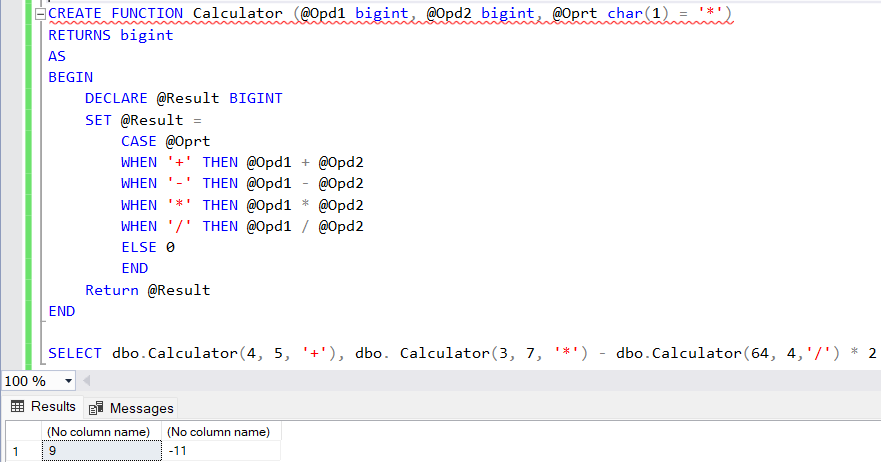 CREATE FUNCTION Calculator (@Opd1 bigint, @Opd2 bigint, @Oprt char(1) = '*')
RETURNS bigint
AS
BEGIN
    DECLARE @Result BIGINT
    SET @Result =
        CASE @Oprt
        WHEN '+' THEN @Opd1 + @Opd2
        WHEN '-' THEN @Opd1 - @Opd2
        WHEN '*' THEN @Opd1 * @Opd2
        WHEN '/' THEN @Opd1 / @Opd2
        ELSE 0
        END
    Return @Result
END

SELECT dbo.Calculator(4, 5, '+'), dbo. Calculator(3, 7, '*') - dbo.Calculator(64, 4,'/') * 2
100 %
Results Messages
(No column name) (No column name)
1 9 -11